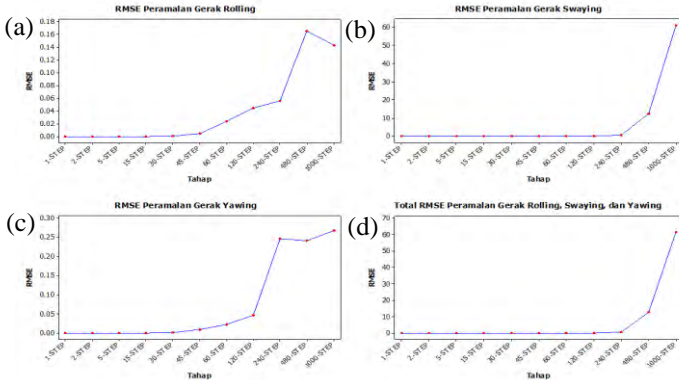 (a)
RMSE Peramalan Gerak Rolling
RMSE
0.18
0.16
0.14
0.12
0.10
0.08
0.06
0.04
0.02
0.00
1-STEP
2-STEP
5-STEP
15-STEP
30-STEP
45-STEP
60-STEP
120-STEP
240-STEP
480-STEP
1000-STEP
Tahap
(b)
RMSE Peramalan Gerak Swaying
RMSE
60
50
40
30
20
10
0
1-STEP
2-STEP
5-STEP
15-STEP
30-STEP
45-STEP
60-STEP
120-STEP
240-STEP
480-STEP
1000-STEP
Tahap
(c)
RMSE Peramalan Gerak Yawing
RMSE
0.30
0.25
0.20
0.15
0.10
0.05
0.00
1-STEP
2-STEP
5-STEP
15-STEP
30-STEP
45-STEP
60-STEP
120-STEP
240-STEP
480-STEP
1000-STEP
Tahap
(d)
Total RMSE Peramalan Gerak Rolling, Swaying, dan Yawing
RMSE
70
60
50
40
30
20
10
0
1-STEP
2-STEP
5-STEP
15-STEP
30-STEP
45-STEP
60-STEP
120-STEP
240-STEP
480-STEP
1000-STEP
Tahap